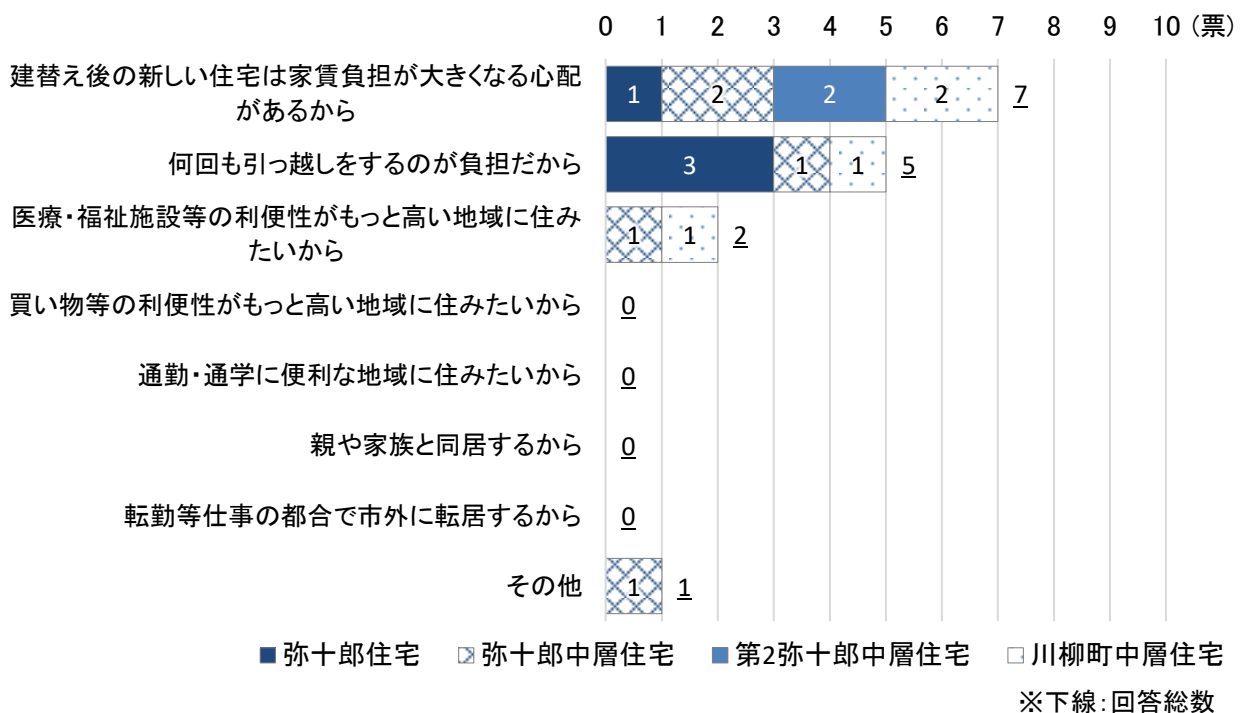 0 1 2 3 4 5 6 7 8 9 10 (票)
建替え後の新しい住宅は家賃負担が大きくなる心配
があるから
1 2 2 2 7
何回も引っ越しをするのが負担だから
3 1 1 5
医療・福祉施設等の利便性がもっと高い地域に住み
たいから
1 1 2
買い物等の利便性がもっと高い地域に住みたいから
0
通勤・通学に便利な地域に住みたいから
0
親や家族と同居するから
0
転勤等仕事の都合で市外に転居するから
0
その他
1 1
弥十郎住宅 弥十郎中層住宅 第2弥十郎中層住宅 川柳町中層住宅
※下線：回答総数